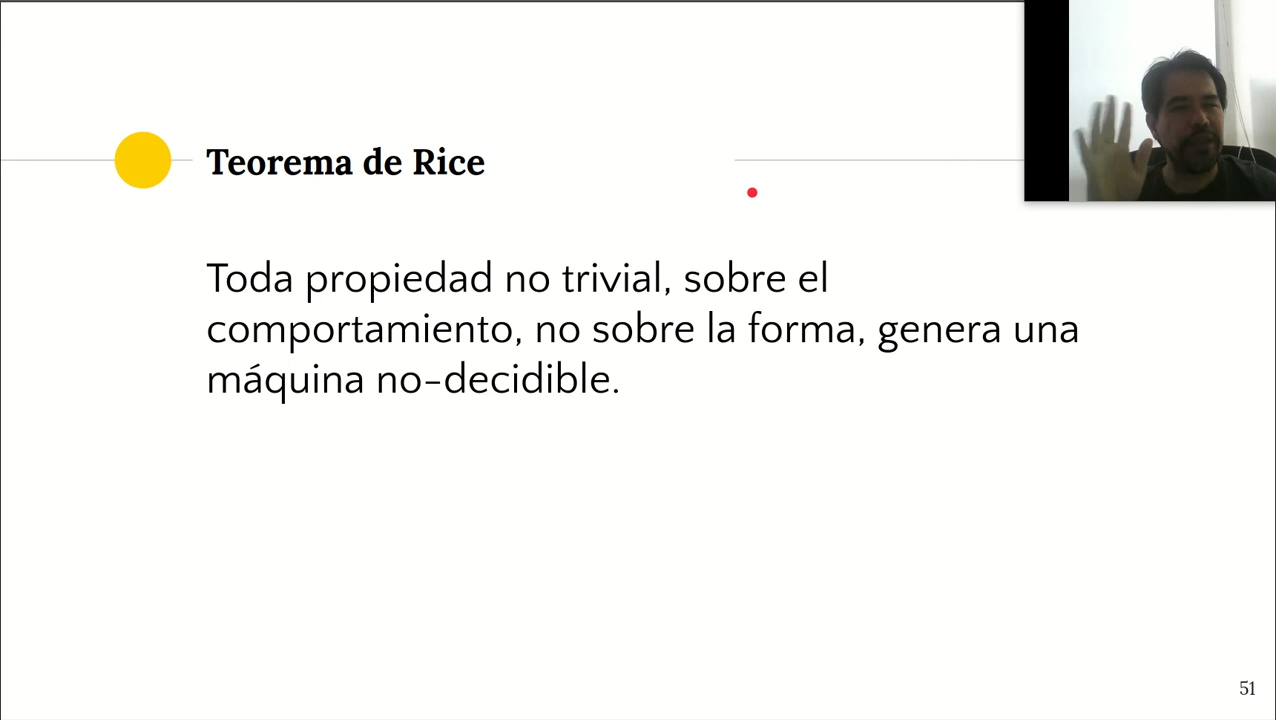 Teorema de Rice
Toda propiedad no trivial, sobre el
comportamiento, no sobre la forma, genera una
máquina no-decidible.
51